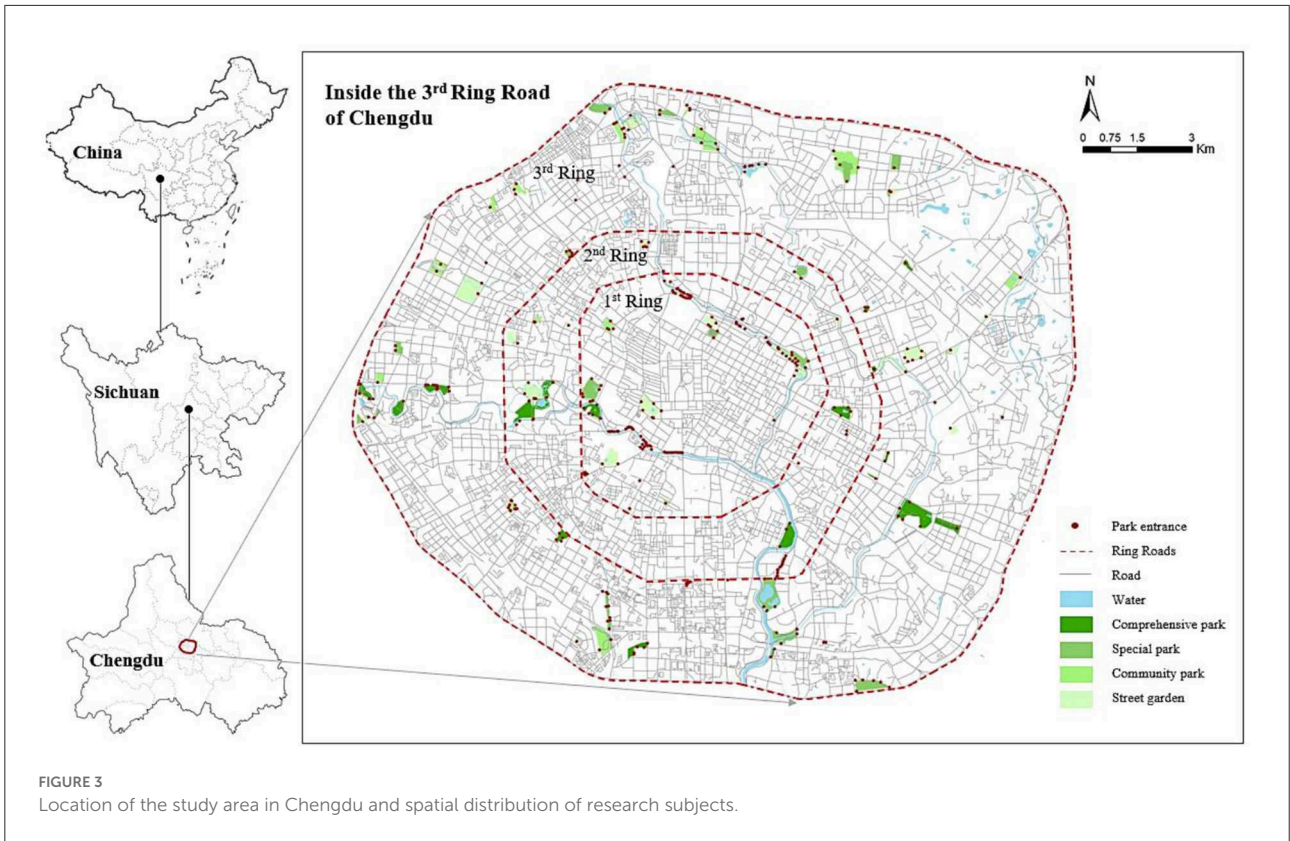 China
Sichuan
Chengdu
Inside the 3rd Ring Road
of Chengdu
N
0 0.75 1.5 3
Km
3rd Ring
2nd Ring
1st Ring
Park entrance
Ring Roads
Road
Water
Comprehensive park
Special park
Community park
Street garden
FIGURE 3
Location of the study area in Chengdu and spatial distribution of research subjects.